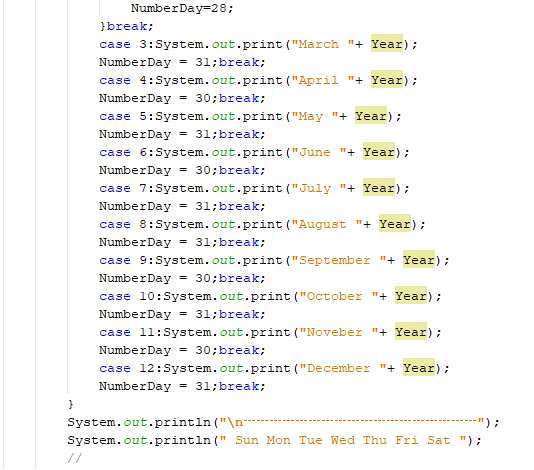 NumberDay=28;
}break;
case 3:System.out.print("March "+ Year);
NumberDay = 31;break;
case 4:System.out.print("April "+ Year);
NumberDay = 30;break;
case 5:System.out.print("May "+ Year);
NumberDay = 31;break;
case 6:System.out.print("June "+ Year);
NumberDay = 30;break;
case 7:System.out.print("July "+ Year);
NumberDay = 31;break;
case 8:System.out.print("August "+ Year);
NumberDay = 31;break;
case 9:System.out.print("September "+ Year);
NumberDay = 30;break;
case 10:System.out.print("October "+ Year);
NumberDay = 31;break;
case 11:System.out.print("Noveber "+ Year);
NumberDay = 30;break;
case 12:System.out.print("December "+ Year);
NumberDay = 31;break;
}
System.out.println("\n-----------------------------");
System.out.println(" Sun Mon Tue Wed Thu Fri Sat ");
//